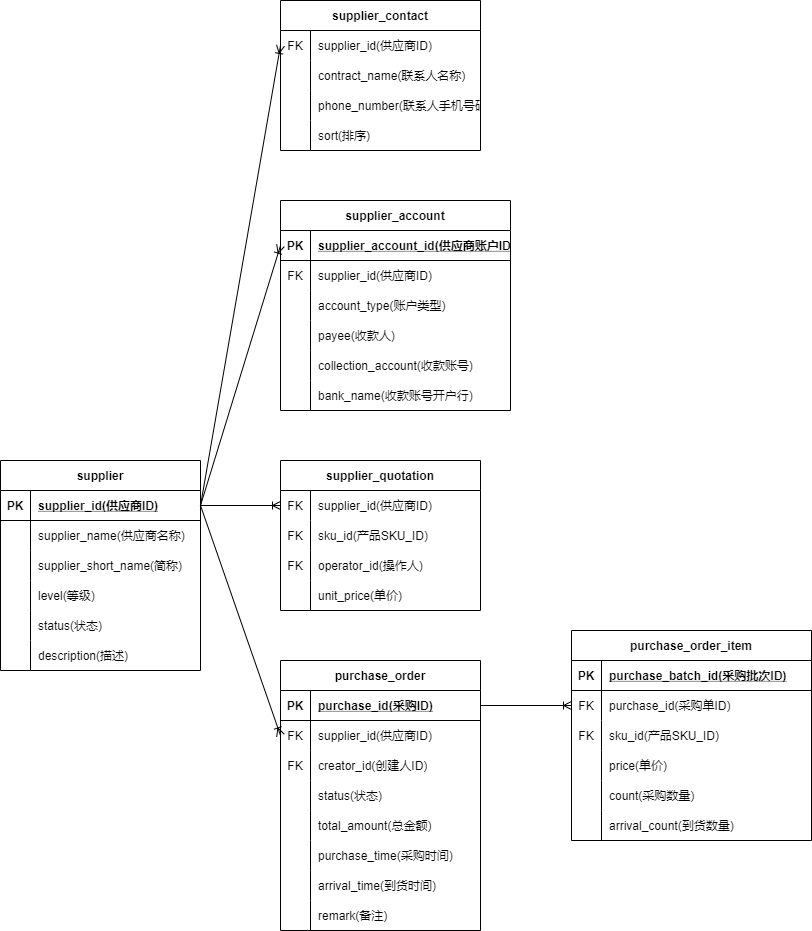 supplier_contact
FK supplier_id(供应商ID)
contract_name(联系人名称)
phone_number(联系人手机号码
sort(排序)
supplier_account
PK supplier_account_id(供应商账户ID
FK supplier_id(供应商ID)
account_type(账户类型)
payee(收款人)
collection_account(收款账号)
bank_name(收款账号开户行)
supplier
PK supplier_id(供应商ID)
supplier_name(供应商名称)
supplier_short_name(简称)
level(等级)
status(状态)
description(描述)
supplier_quotation
FK supplier_id(供应商ID)
FK sku_id(产品SKU_ID)
FK operator_id(操作人)
unit_price(单价)
purchase_order
PK purchase_id(采购ID)
FK supplier_id(供应商ID)
FK creator_id(创建人ID)
status(状态)
total_amount(总金额)
purchase_time(采购时间)
arrival_time(到货时间)
remark(备注)
purchase_order_item
PK purchase_batch_id(采购批次ID)
FK purchase_id(采购单ID)
FK sku_id(产品SKU_ID)
price(单价)
count(采购数量)
arrival_count(到货数量)